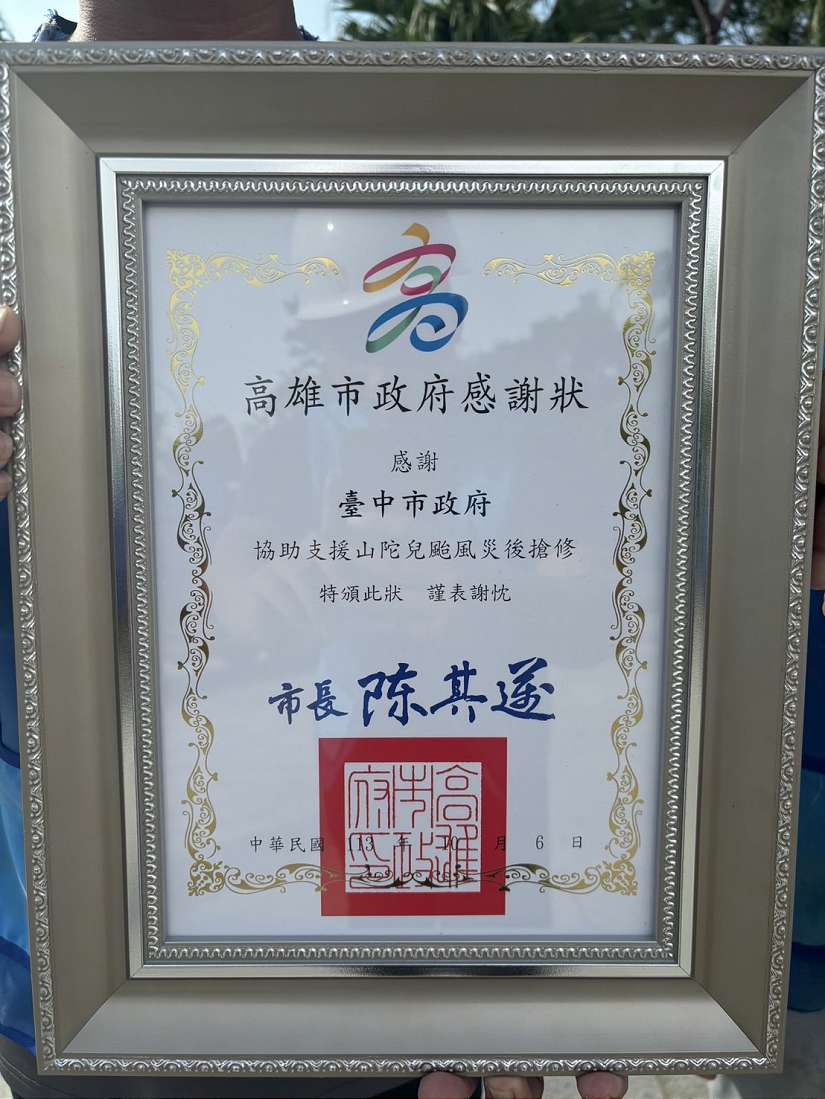 高雄市政府感謝狀
感謝
臺中市政府
協助支援山陀兒颱風災後搶修
特頒此狀 謹表謝忱
市長 陈其邁
高雄市政府印
中華民國 113 年 10 月 6 日